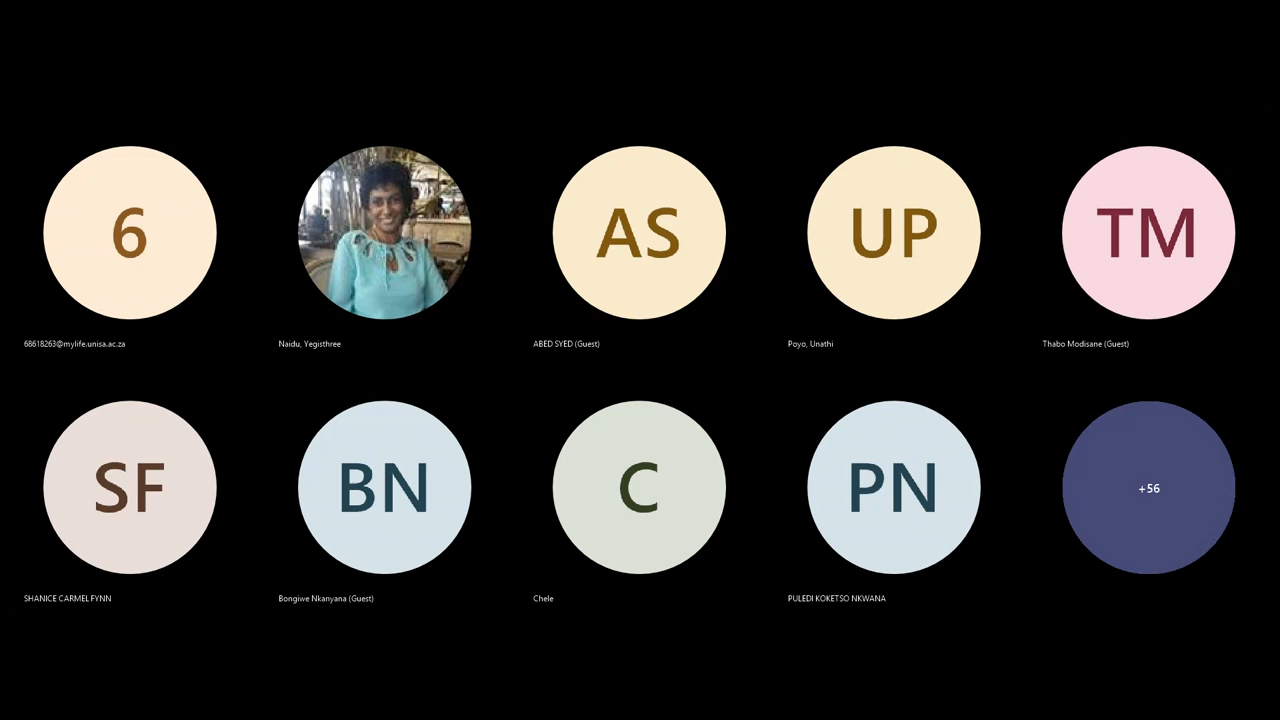 6
AS
UP
TM
68618263@mylife.unisa.ac.za
Naidu, Yegisthree
ABED SYED (Guest)
Poyo, Unathi
Thabo Modisane (Guest)
SF
BN
C
PN
+56
SHANICE CARMEL FYNN
Bongiwe Nkanyana (Guest)
Chele
PULEDI KOKETSO NKWANA